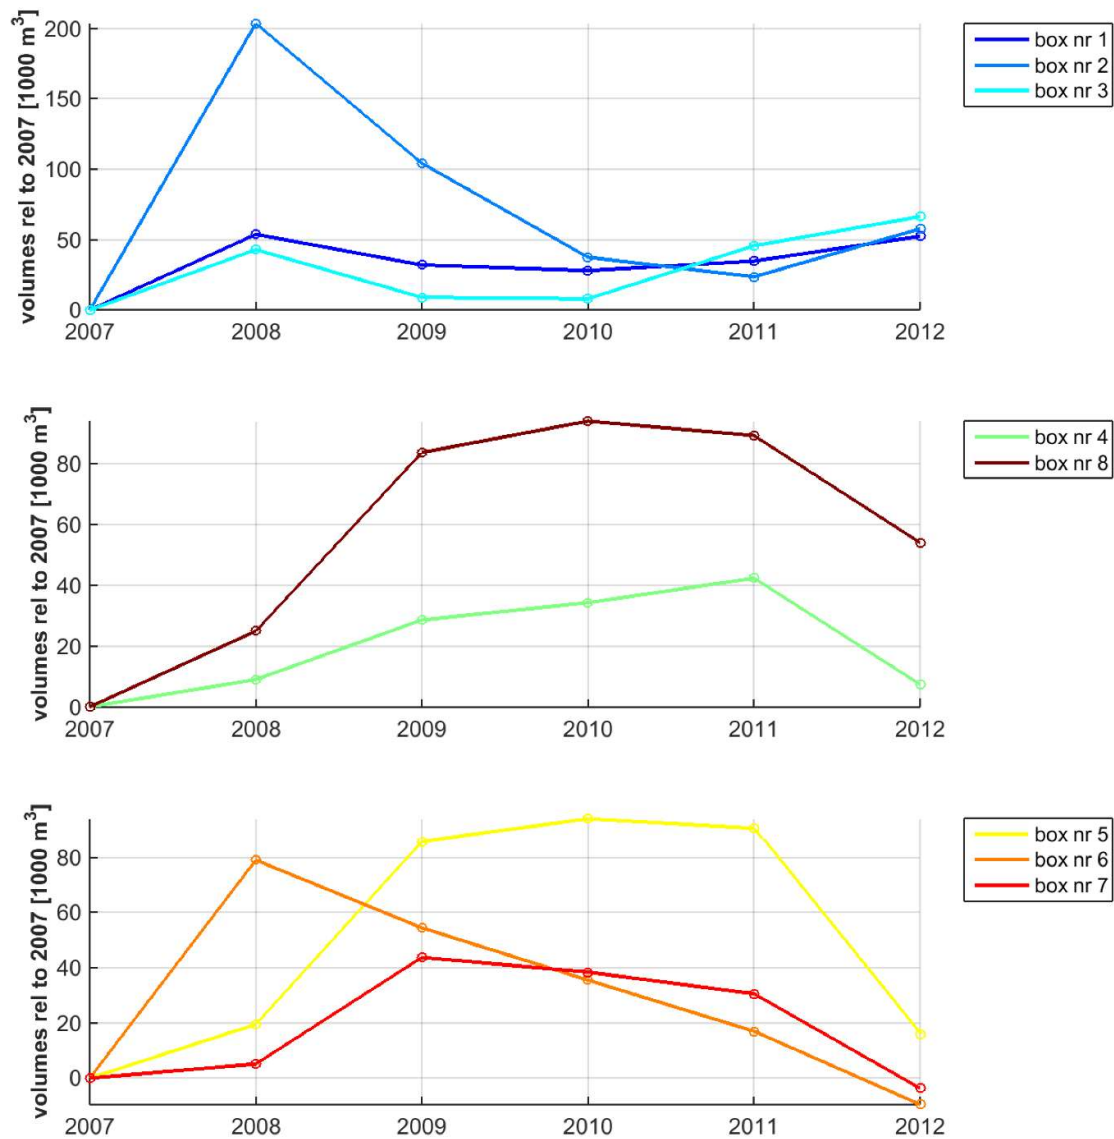 volumes rel to 2007 [1000 m³]
200
150
100
50
0
2007 2008 2009 2010 2011 2012
box nr 1
box nr 2
box nr 3
volumes rel to 2007 [1000 m³]
80
60
40
20
0
2007 2008 2009 2010 2011 2012
box nr 4
box nr 8
volumes rel to 2007 [1000 m³]
80
60
40
20
0
2007 2008 2009 2010 2011 2012
box nr 5
box nr 6
box nr 7